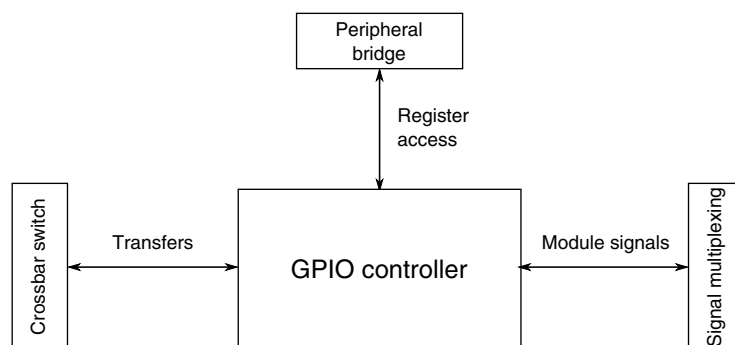 Peripheral
bridge
Register
access
Crossbar switch
Transfers
GPIO controller
Module signals
Signal multiplexing